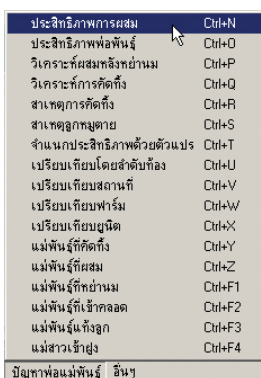 ประสิทธิภาพการผสม Ctrl+N
ประสิทธิภาพพ่อพันธุ์ Ctrl+O
วิเคราะห์ผสมหลังหย่านม Ctrl+P
วิเคราะห์การคัดทิ้ง Ctrl+Q
สาเหตุการคัดทิ้ง Ctrl+R
สาเหตุลูกหมูตาย Ctrl+S
จำแนกประสิทธิภาพด้วยตัวแปร Ctrl+T
เปรียบเทียบโดยลำดับท้อง Ctrl+U
เปรียบเทียบสถานที่ Ctrl+V
เปรียบเทียบฟาร์ม Ctrl+W
เปรียบเทียบยูนิต Ctrl+X
แม่พันธุ์ที่คัดทิ้ง Ctrl+Y
แม่พันธุ์ที่ผสม Ctrl+Z
แม่พันธุ์ที่หย่านม Ctrl+F1
แม่พันธุ์ที่เข้าคลอด Ctrl+F2
แม่พันธุ์แท้งลูก Ctrl+F3
แม่สาวเข้าฝูง Ctrl+F4
ปัญหาพ่อแม่พันธุ์ อื่นๆ